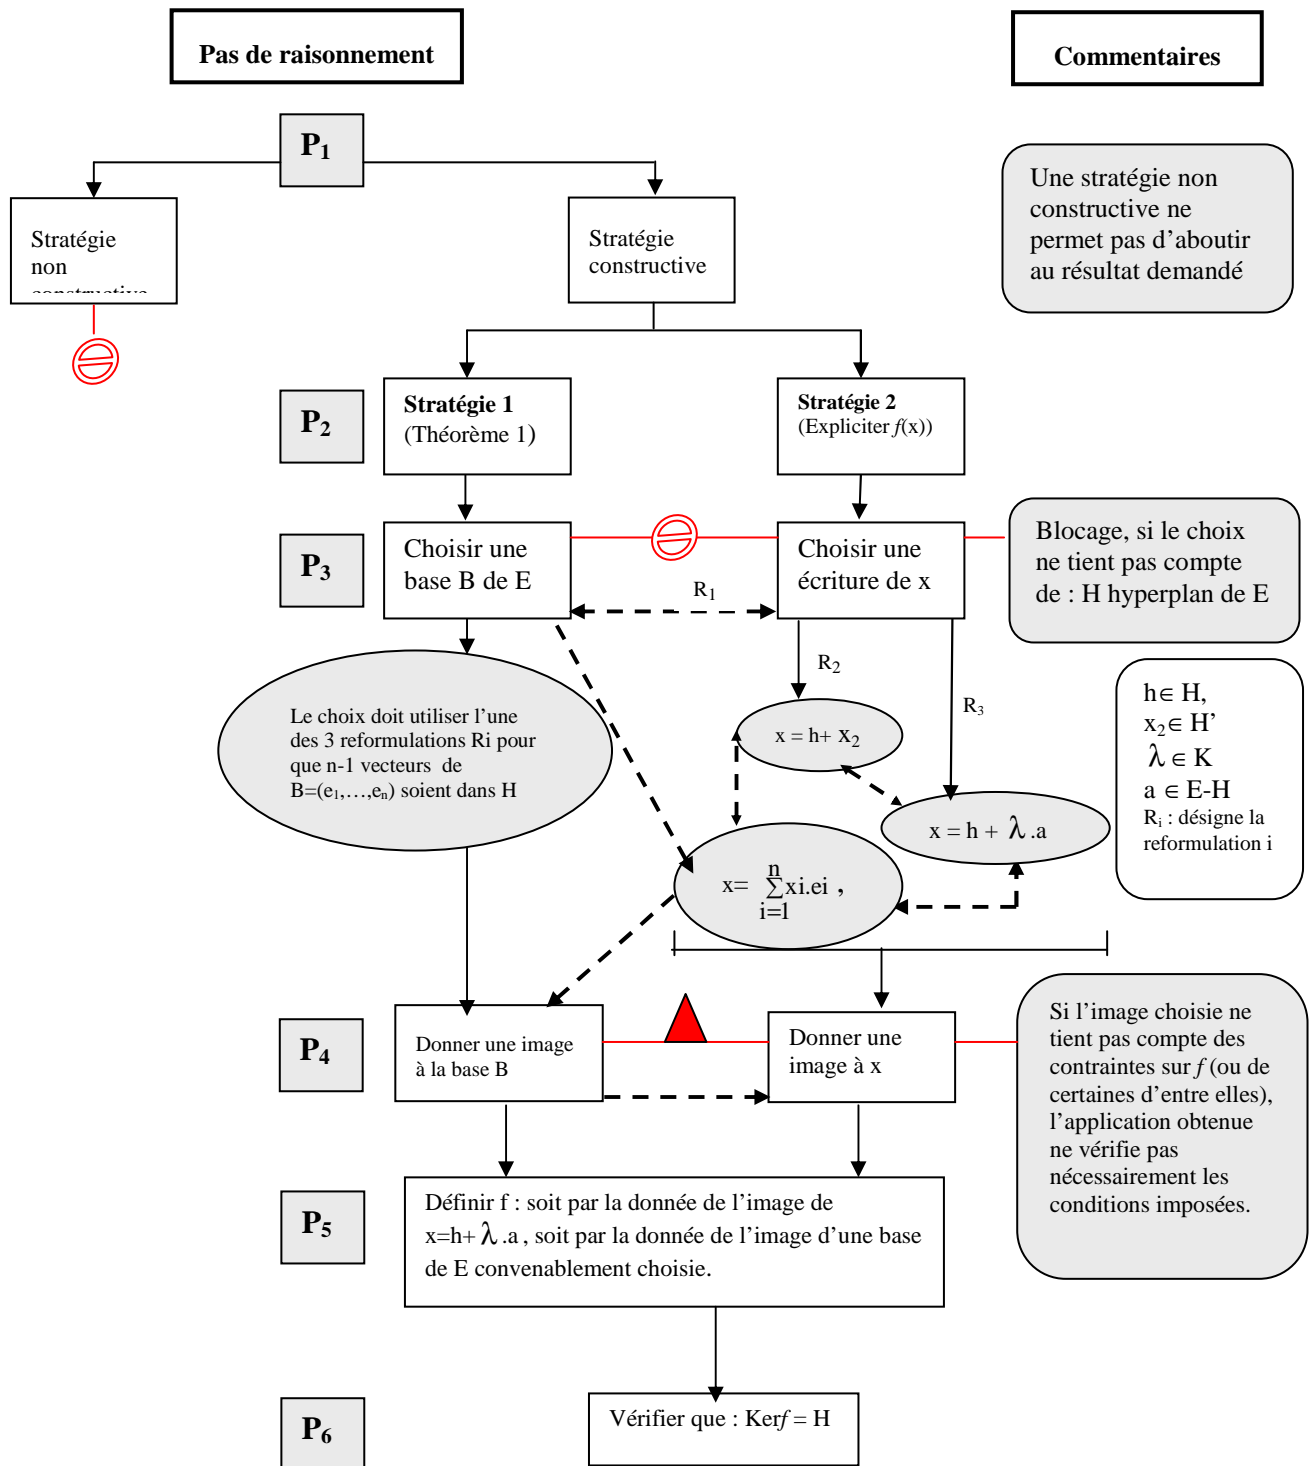 Pas de raisonnement
Commentaires
P1
Une stratégie non
constructive ne
permet pas d'aboutir
au résultat demandé
Stratégie
non
Stratégie
constructive
P2
Stratégie 1
(Théorème 1)
Stratégie 2
(Expliciter f(x))
P3
Choisir une
base B de E
R1
Choisir une
écriture de x
Blocage, si le choix
ne tient pas compte
de : H hyperplan de E
R2
R3
Le choix doit utiliser l'une
des 3 reformulations Ri pour
que n-1 vecteurs de
B=(e1,…,en) soient dans H
x = h+ x2
x = h + λ .a
h∈ H,
x2∈ H'
λ ∈ K
a ∈ E-H
Ri : désigne la
reformulation i
n
x= ∑xi.ei ,
i=1
P4
Donner une image
à la base B
Donner une
image à x
Si l'image choisie ne
tient pas compte des
contraintes sur f (ou de
certaines d'entre elles),
l'application obtenue
ne vérifie pas
nécessairement les
conditions imposées.
P5
Définir f : soit par la donnée de l'image de
x=h+ λ .a , soit par la donnée de l'image d'une base
de E convenablement choisie.
P6
Vérifier que : Kerf = H